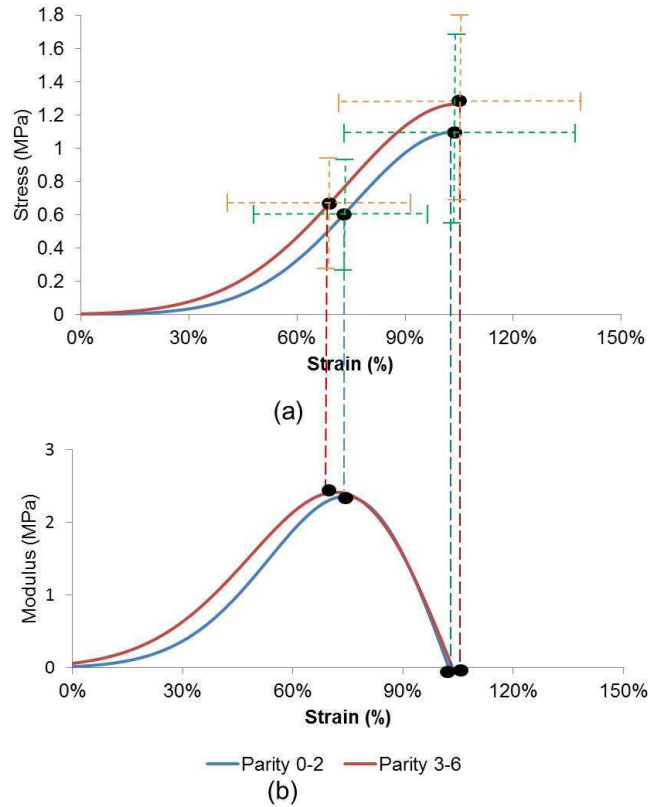 1.8
1.6
1.4
1.2
1
0.8
0.6
0.4
0.2
0
Stress (MPa)
0% 30% 60% 90% 120% 150%
Strain (%)
(a)
3
2
1
0
Modulus (MPa)
0% 30% 60% 90% 120% 150%
Strain (%)
Parity 0-2 Parity 3-6
(b)